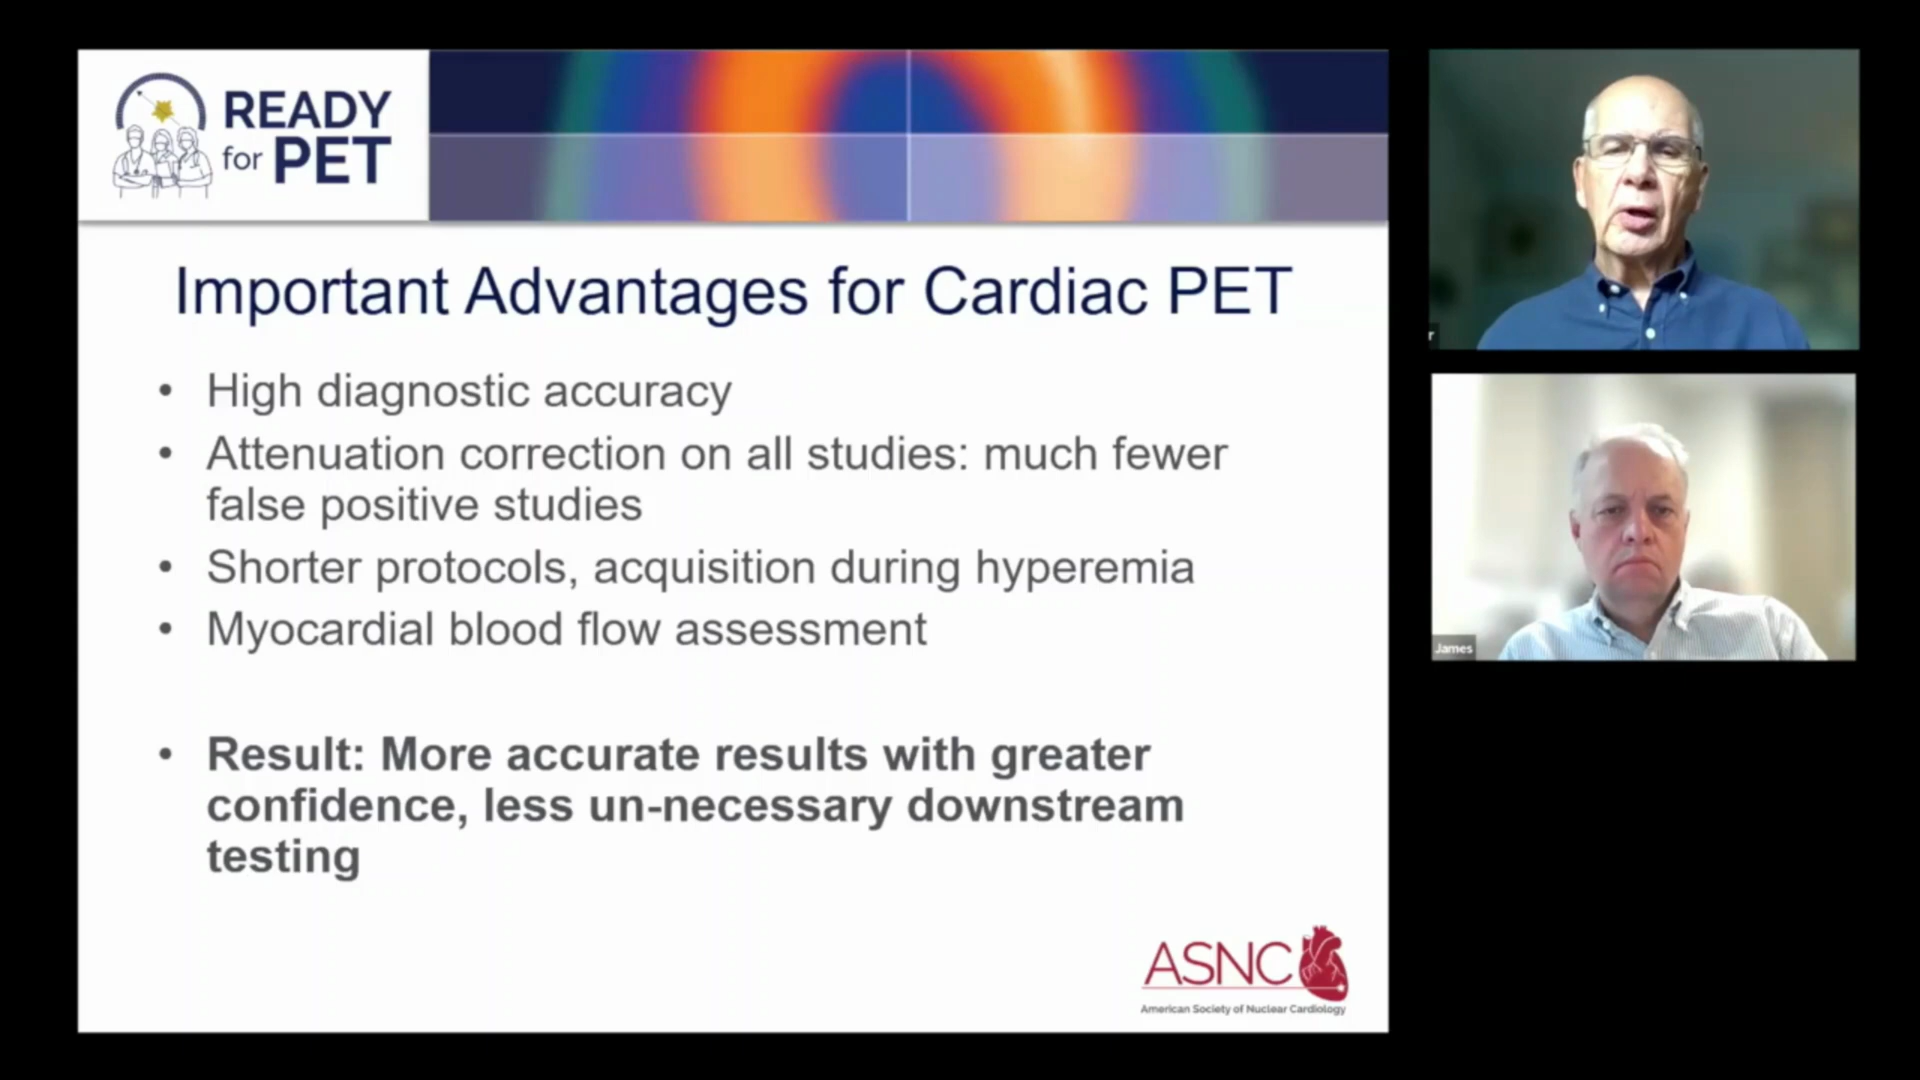 READY
for PET
Important Advantages for Cardiac PET
• High diagnostic accuracy
• Attenuation correction on all studies: much fewer
false positive studies
• Shorter protocols, acquisition during hyperemia
• Myocardial blood flow assessment
• Result: More accurate results with greater
confidence, less un-necessary downstream
testing
ASNC
American Society of Nuclear Cardiology
r
James